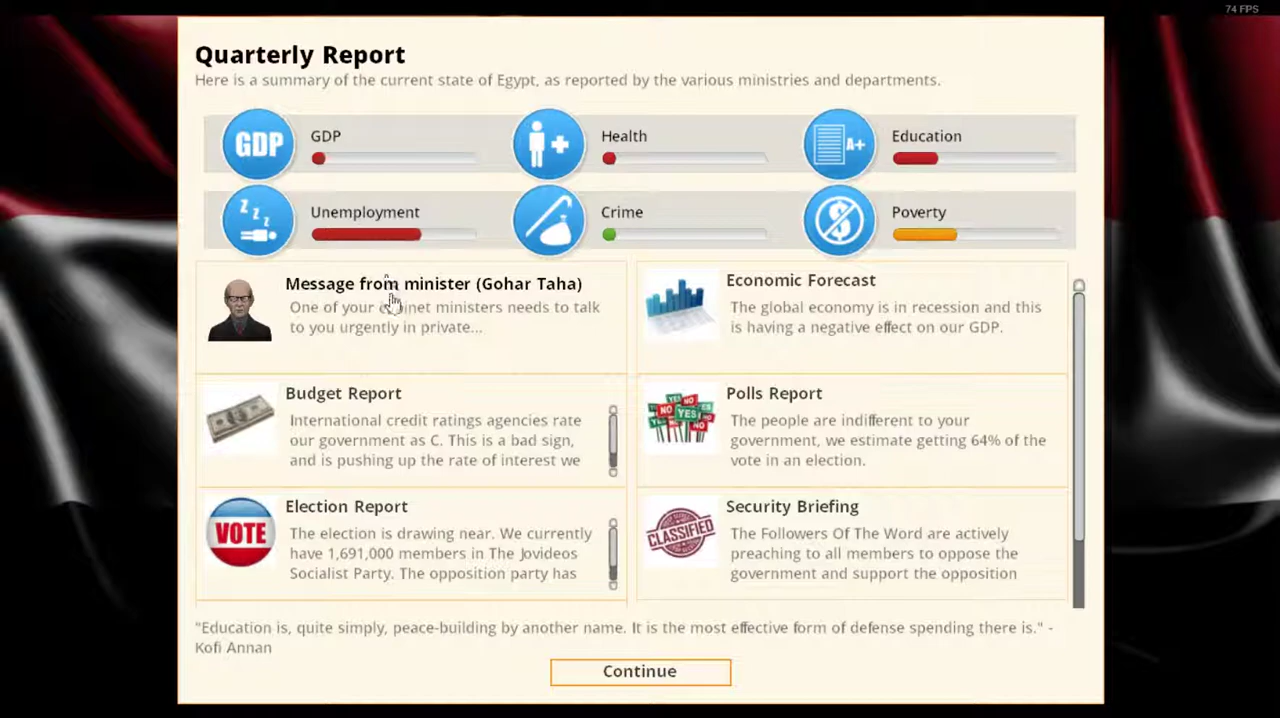 74 FPS
Quarterly Report
Here is a summary of the current state of Egypt, as reported by the various ministries and departments.
GDP
GDP
Health
A+
Education
Z Z Z
Unemployment
Crime
$
Poverty
Message from minister (Gohar Taha)
One of your cabinet ministers needs to talk
to you urgently in private...
Economic Forecast
The global economy is in recession and this
is having a negative effect on our GDP.
Budget Report
International credit ratings agencies rate
our government as C. This is a bad sign,
and is pushing up the rate of interest we
Polls Report
YES
NO
YES
NO
YES
NO
The people are indifferent to your
government, we estimate getting 64% of the
vote in an election.
Election Report
VOTE
The election is drawing near. We currently
have 1,691,000 members in The Jovideos
Socialist Party. The opposition party has
Security Briefing
CLASSIFIED
The Followers Of The Word are actively
preaching to all members to oppose the
government and support the opposition
"Education is, quite simply, peace-building by another name. It is the most effective form of defense spending there is." -
Kofi Annan
Continue